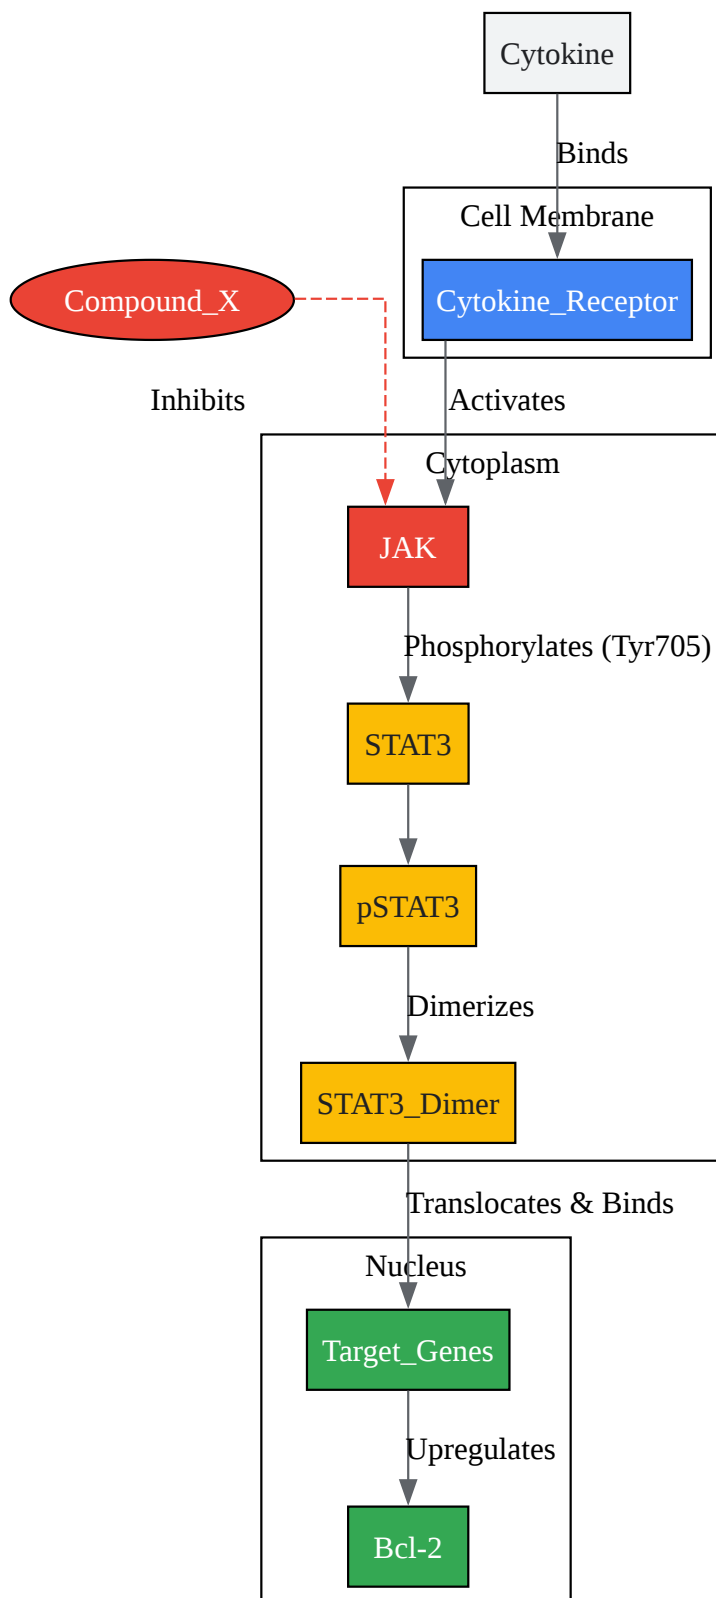 Cytokine
Binds
Cell Membrane
Compound_X
Cytokine_Receptor
Inhibits
Activates
Cytoplasm
JAK
Phosphorylates (Tyr705)
STAT3
pSTAT3
Dimerizes
STAT3_Dimer
Translocates & Binds
Nucleus
Target_Genes
Upregulates
Bcl-2